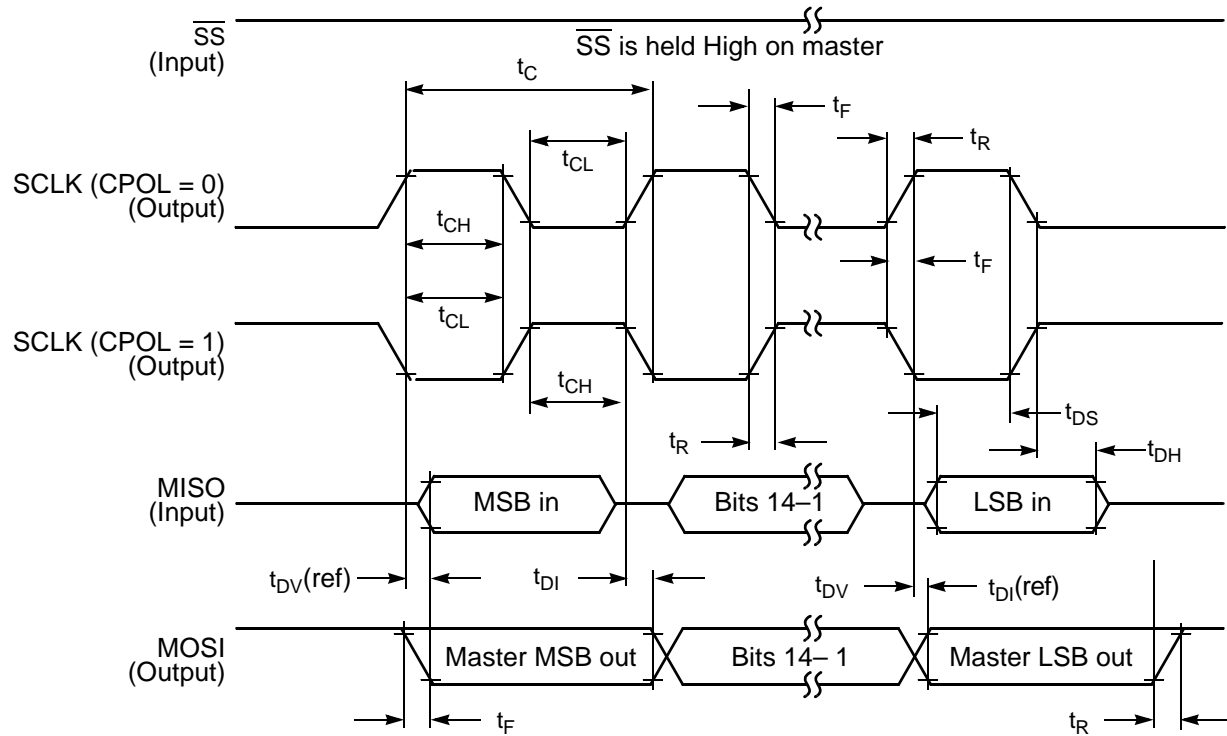 SS
(Input)
SS is held High on master
tC
tF
tR
tCL
SCLK (CPOL = 0)
(Output)
tCH
tF
tCL
SCLK (CPOL = 1)
(Output)
tCH
tDS
tR
tDH
MISO
(Input)
MSB in
Bits 14–1
LSB in
tDV(ref)
tDI
tDV
tDI(ref)
MOSI
(Output)
Master MSB out
Bits 14– 1
Master LSB out
tF
tR